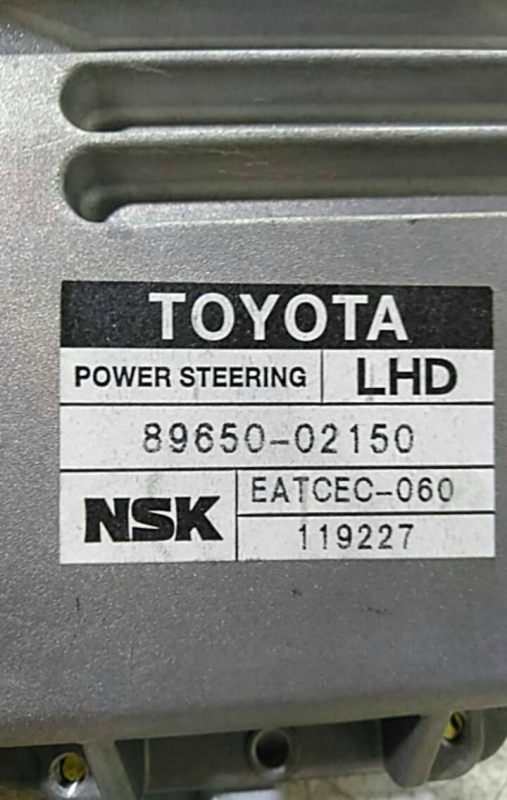 TOYOTA
POWER STEERING LHD
89650-02150
NSK EATCEC-060
119227